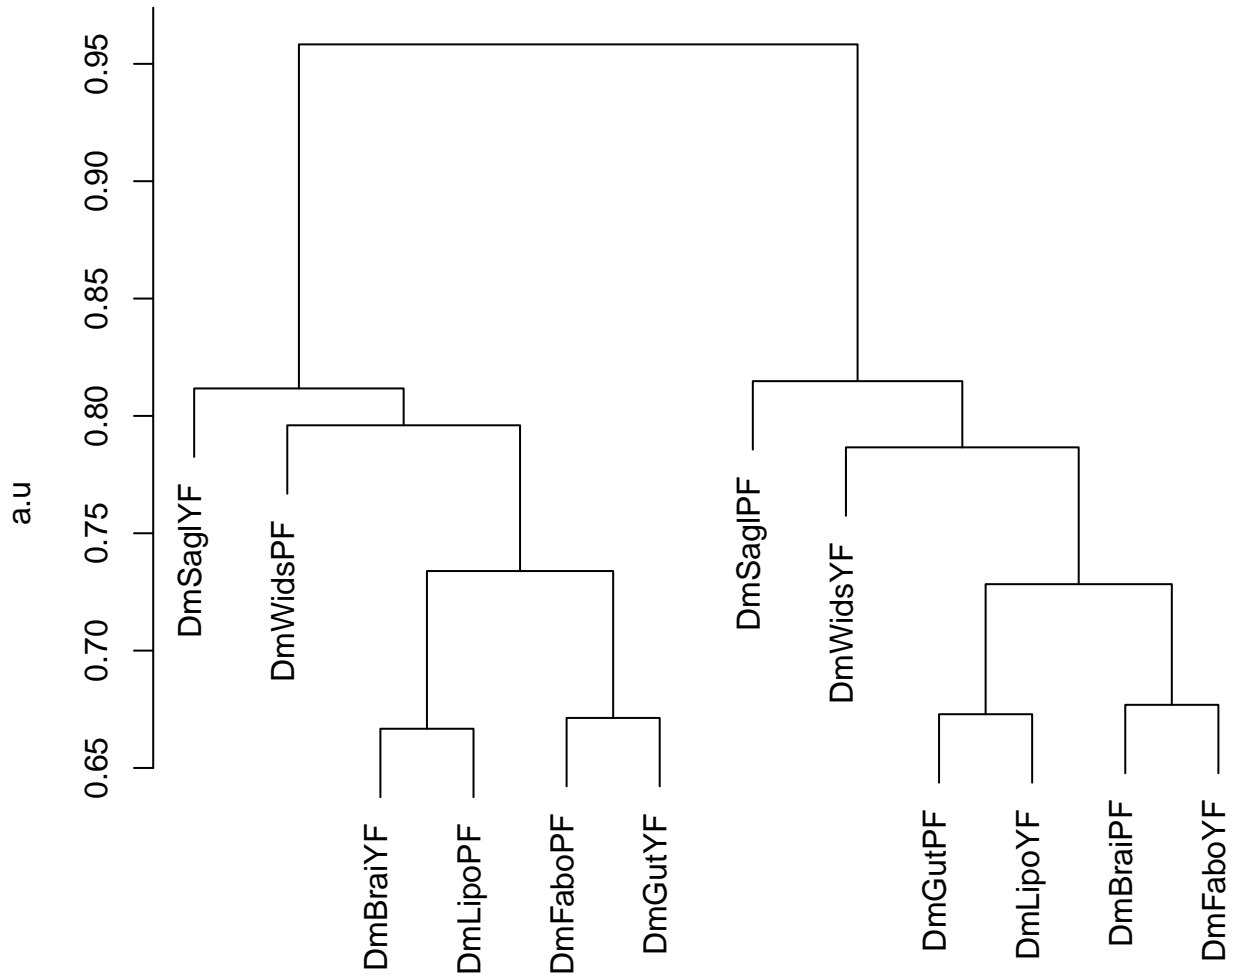 0.95
0.90
0.85
0.80
0.75
0.70
0.65
a.u
DmSaglYF
DmWidsPF
DmBraiYF
DmLipoPF
DmFaboPF
DmGutYF
DmSaglPF
DmWidsYF
DmGutPF
DmLipoYF
DmBraiPF
DmFaboYF